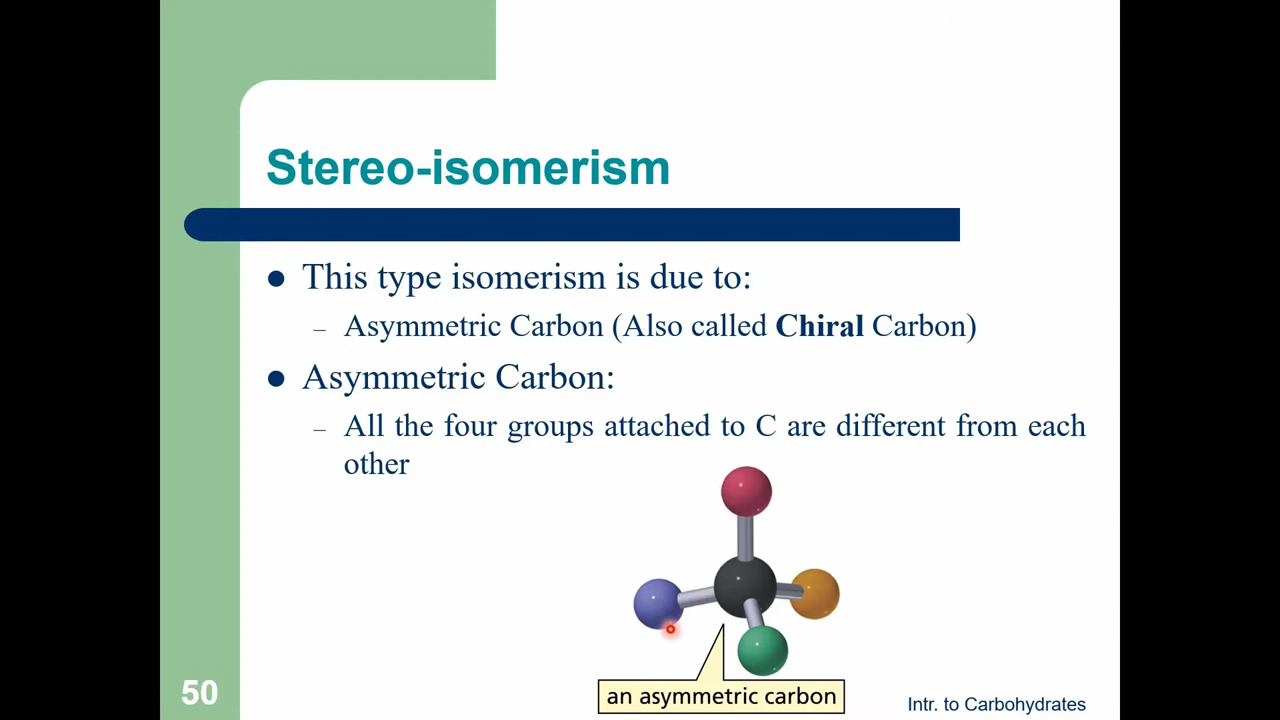 Stereo-isomerism
● This type isomerism is due to:
– Asymmetric Carbon (Also called Chiral Carbon)
● Asymmetric Carbon:
– All the four groups attached to C are different from each
other
an asymmetric carbon
50
Intr. to Carbohydrates